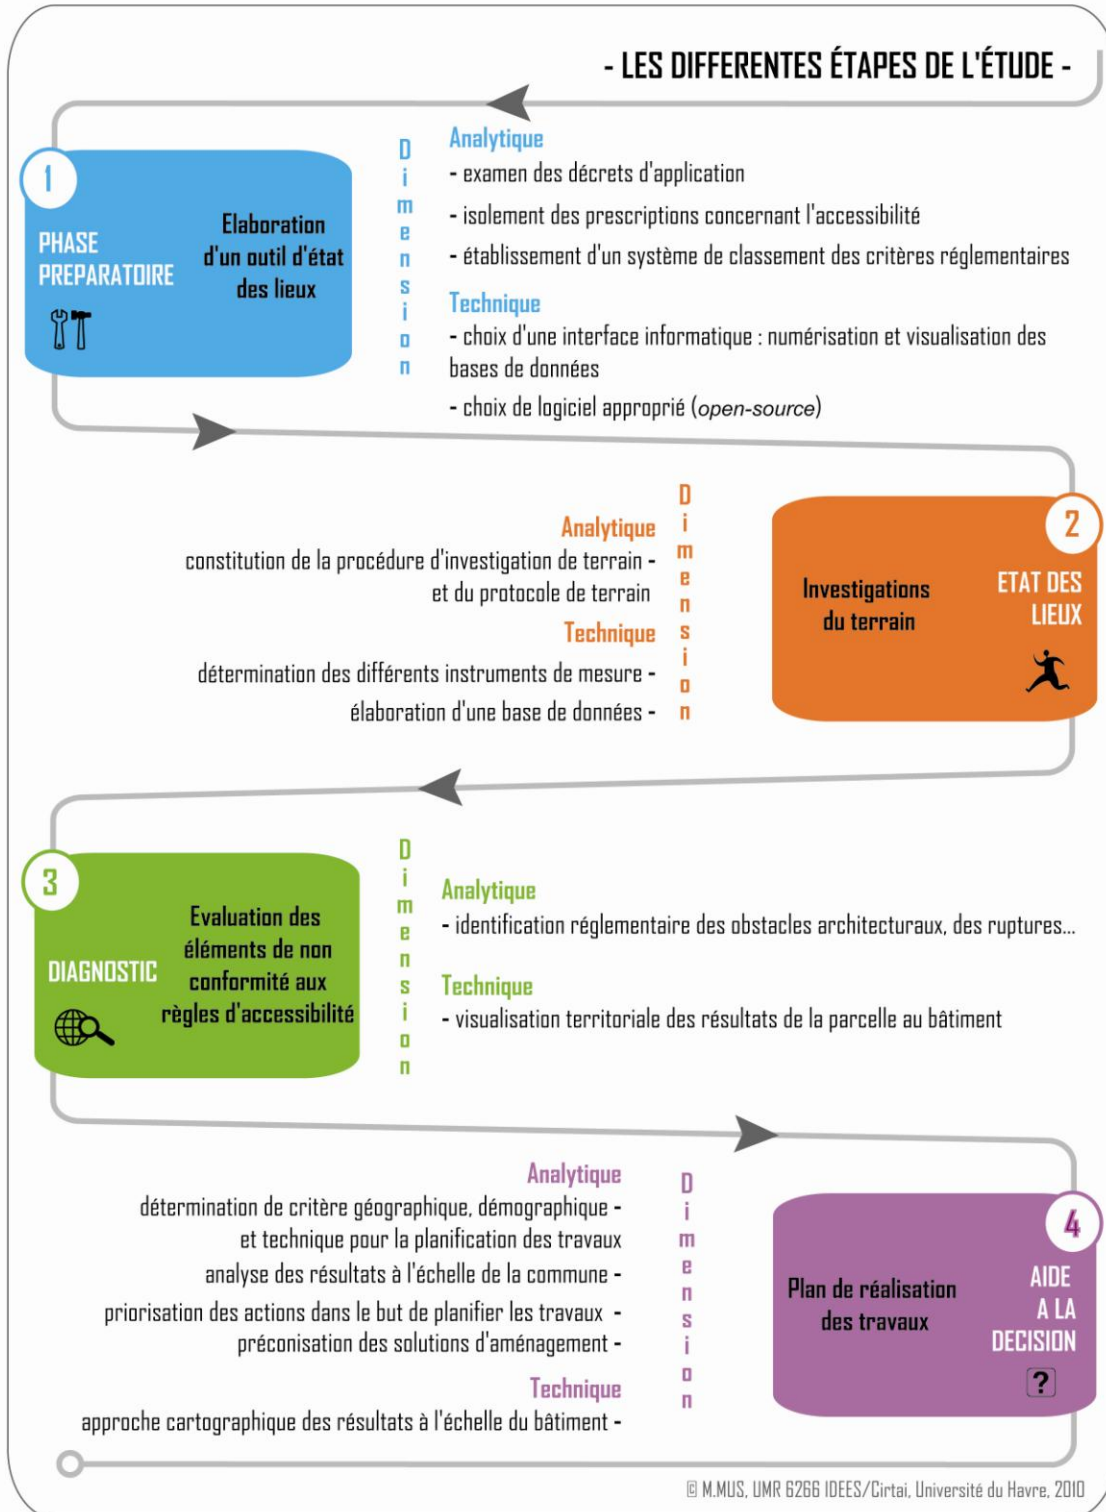 - LES DIFFERENTES ÉTAPES DE L'ÉTUDE -
1
PHASE
PREPARATOIRE
Elaboration
d'un outil d'état
des lieux
Dimension
Analytique
- examen des décrets d'application
- isolement des prescriptions concernant l'accessibilité
- établissement d'un système de classement des critères réglementaires
Technique
- choix d'une interface informatique : numérisation et visualisation des
bases de données
- choix de logiciel approprié (open-source)
2
ETAT DES
LIEUX
Investigations
du terrain
Dimension
Analytique
constitution de la procédure d'investigation de terrain -
et du protocole de terrain
Technique
détermination des différents instruments de mesure -
élaboration d'une base de données -
3
DIAGNOSTIC
Evaluation des
éléments de non
conformité aux
règles d'accessibilité
Dimension
Analytique
- identification réglementaire des obstacles architecturaux, des ruptures...
Technique
- visualisation territoriale des résultats de la parcelle au bâtiment
4
AIDE
A LA
DECISION
?
Plan de réalisation
des travaux
Dimension
Analytique
détermination de critère géographique, démographique -
et technique pour la planification des travaux
analyse des résultats à l'échelle de la commune -
priorisation des actions dans le but de planifier les travaux -
préconisation des solutions d'aménagement -
Technique
approche cartographique des résultats à l'échelle du bâtiment -
© M.MUS, UMR 6266 IDEES/Cirtai, Université du Havre, 2010